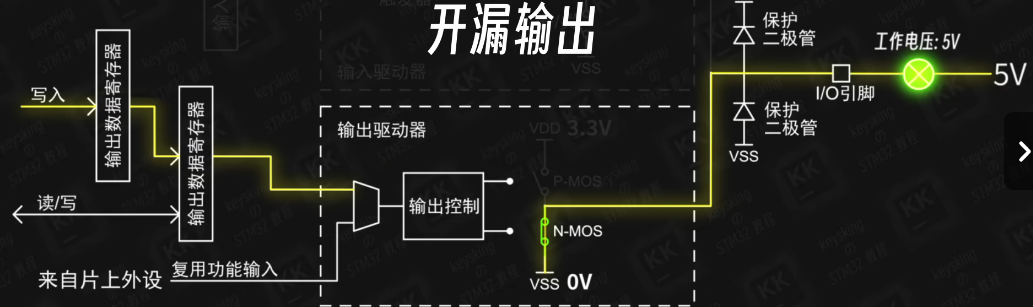 开漏输出
输入驱动器
VSS
保护
二极管
工作电压: 5V
5V
I/O引脚
保护
二极管
VSS
写入
输出数据寄存器
输出数据寄存器
读/写
来自片上外设
复用功能输入
输出驱动器
输出控制
VDD 3.3V
P-MOS
N-MOS
VSS 0V